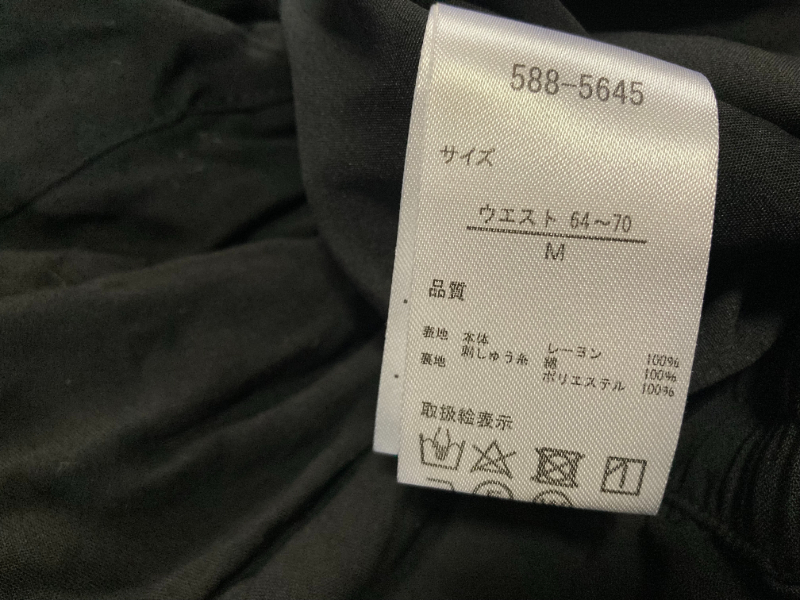 588-5645
サイズ
ウエスト 64～70
M
品質
表地 本体 レーヨン 100%
刺しゅう糸 綿 100%
裏地 ポリエステル 100%
取扱絵表示